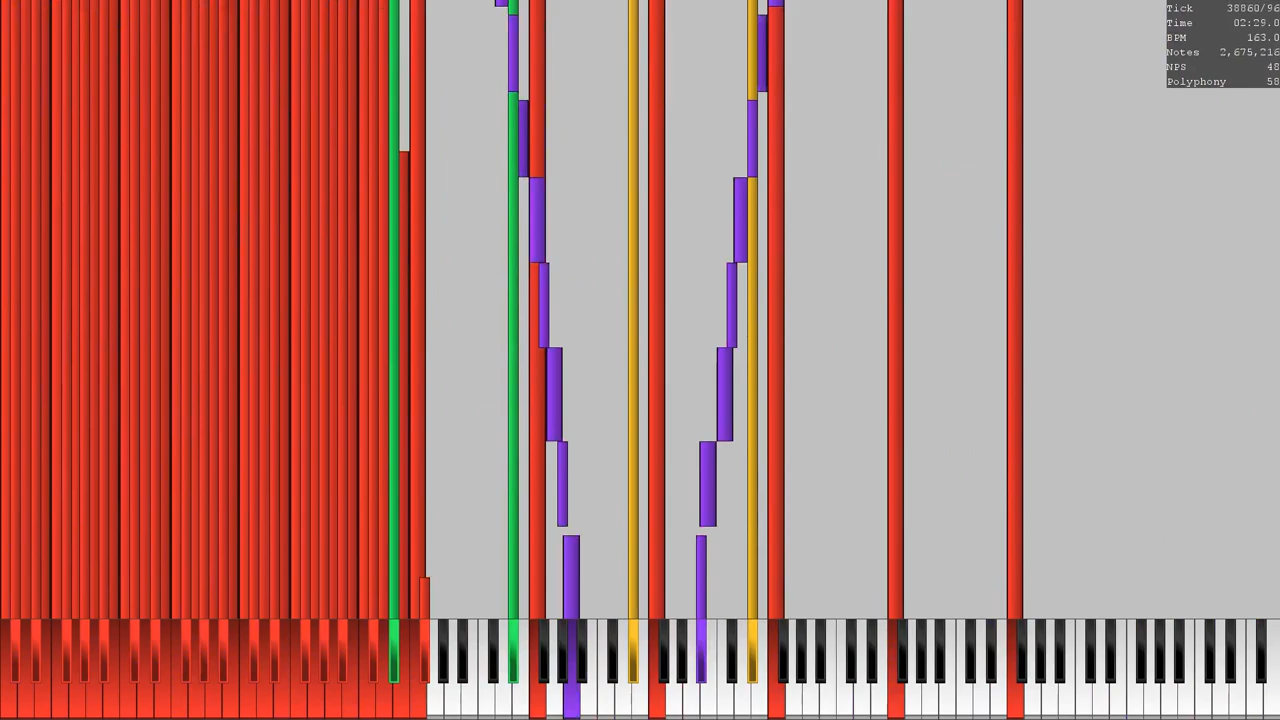 Tick 38860/96
Time 02:29.0
BPM 163.0
Notes 2,675,216
NPS 48
Polyphony 58